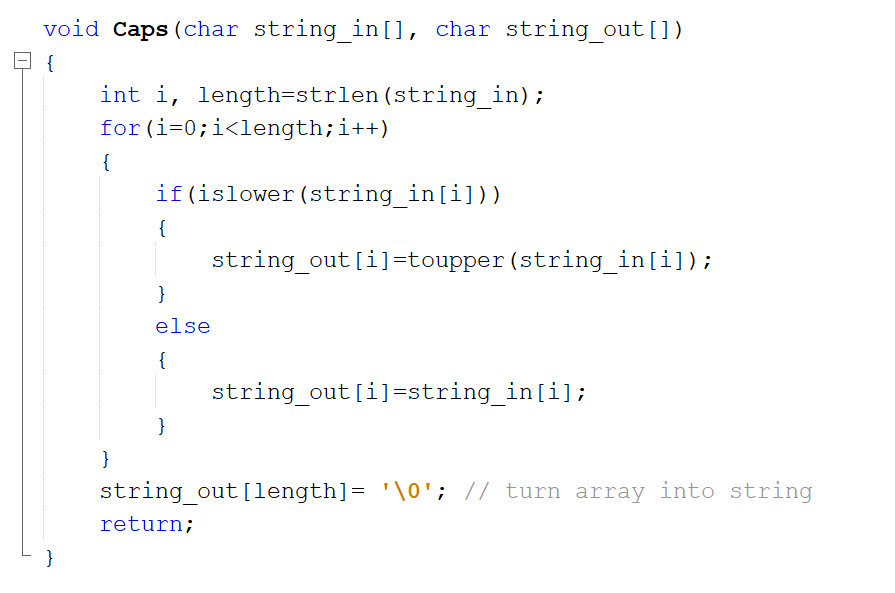 void Caps(char string_in[], char string_out[])
{
int i, length=strlen(string_in);
for(i=0;i<length;i++)
{
if(islower(string_in[i]))
{
string_out[i]=toupper(string_in[i]);
}
else
{
string_out[i]=string_in[i];
}
}
string_out[length]= '\0'; // turn array into string
return;
}